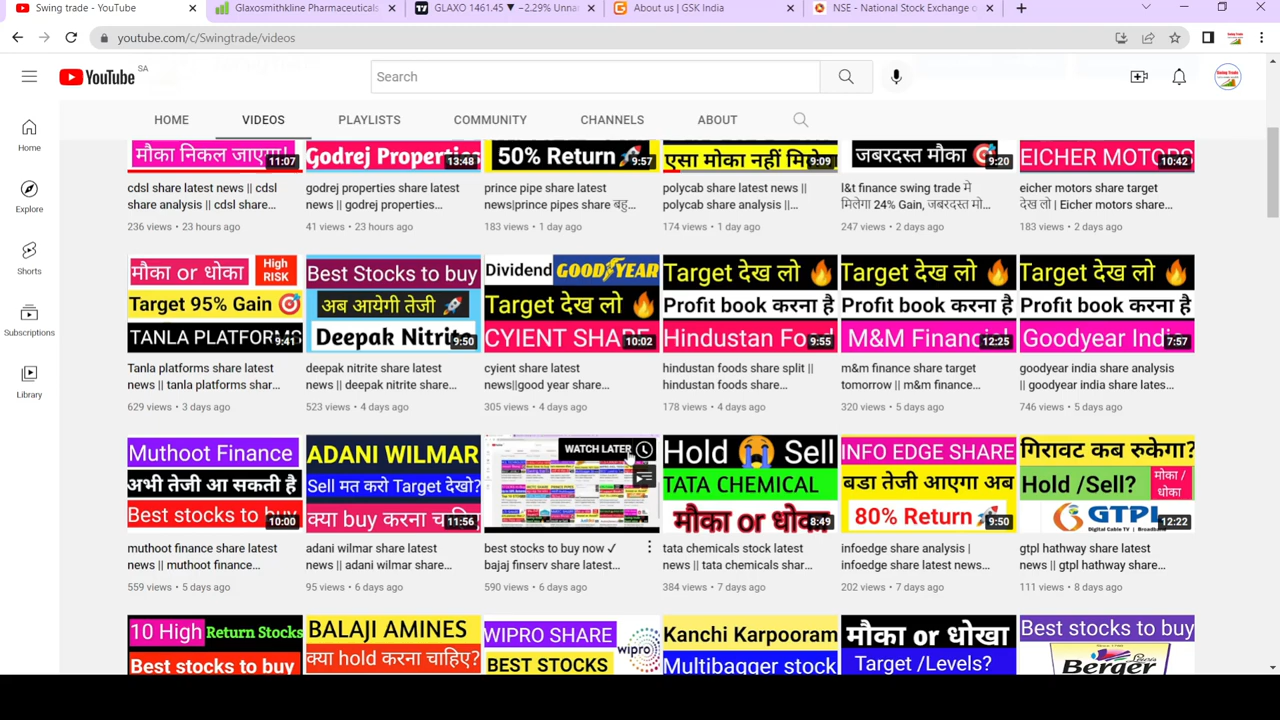 Swing trade - YouTube
Glaxosmithkline Pharmaceuticals
GLAXO 1461.45 ▼ −2.29% Unna
About us | GSK India
NSE - National Stock Exchange o
youtube.com/c/Swingtrade/videos
YouTube SA
Search
HOME VIDEOS PLAYLISTS COMMUNITY CHANNELS ABOUT
Home
Explore
Shorts
Subscriptions
Library
मौका निकल जाएगा! 11:07
Godrej Properti 13:48
50% Return 🚀 9:57
एसा मोका नहीं 9:09
जबरदस्त मौका 🎯 9:20
EICHER MOTORS 10:42
cdsl share latest news || cdsl
share analysis || cdsl share...
236 views • 23 hours ago
godrej properties share latest
news || godrej properties...
41 views • 23 hours ago
prince pipe share latest
news|prince pipes share बहु...
183 views • 1 day ago
polycab share latest news ||
polycab share analysis ||...
174 views • 1 day ago
l&t finance swing trade मे
मिलेगा 24% Gain, जबरदस्त मो...
247 views • 2 days ago
eicher motors share target
देख लो | Eicher motors share...
183 views • 2 days ago
मौका or धोका
High
RISK
Target 95% Gain 🎯
TANLA PLATFORMS 9:41
Best Stocks to buy
अब आयेगी तेजी 🚀
Deepak Nitrite 9:50
Dividend GOODYEAR
Target देख लो 🔥
CYIENT SHARE 10:02
Target देख लो 🔥
Profit book करना है
Hindustan Foo 9:55
Target देख लो 🔥
Profit book करना है
M&M Financial 12:25
Target देख लो 🔥
Profit book करना है
Goodyear Indi 7:57
Tanla platforms share latest
news || tanla platforms shar...
629 views • 3 days ago
deepak nitrite share latest
news || deepak nitrite share...
523 views • 4 days ago
cyient share latest
news||good year share...
305 views • 4 days ago
hindustan foods share split ||
hindustan foods share...
178 views • 4 days ago
m&m finance share target
tomorrow || m&m finance...
320 views • 5 days ago
goodyear india share analysis
|| goodyear india share lates...
746 views • 5 days ago
Muthoot Finance
अभी तेजी आ सकती है
Best stocks to bu 10:00
ADANI WILMAR
Sell मत करो Target देखो?
क्या buy करना चाहि 11:56
WATCH LATER
Hold 😭 Sell
TATA CHEMICAL
मौका or धोका 8:49
INFO EDGE SHARE
बडा तेजी आएगा अब
80% Return 🚀 9:50
गिरावट कब रुकेगा?
Hold /Sell?
मोका /
धोका
GTPL 12:22
Digital Cable TV | Broadband
muthoot finance share latest
news || muthoot finance...
559 views • 5 days ago
adani wilmar share latest
news || adani wilmar share...
95 views • 6 days ago
best stocks to buy now ✓
bajaj finserv share latest...
590 views • 6 days ago
tata chemicals stock latest
news || tata chemicals shar...
384 views • 7 days ago
infoedge share analysis |
infoedge share latest news...
202 views • 7 days ago
gtpl hathway share latest
news || gtpl hathway share...
111 views • 8 days ago
10 High Return Stocks
Best stocks to buy
BALAJI AMINES
क्या hold करना चाहिए?
WIPRO SHARE
BEST STOCKS
wipro
Kanchi Karpooram
Multibagger stock
मौका or धोखा
Target /Levels?
Best stocks to buy
Berger